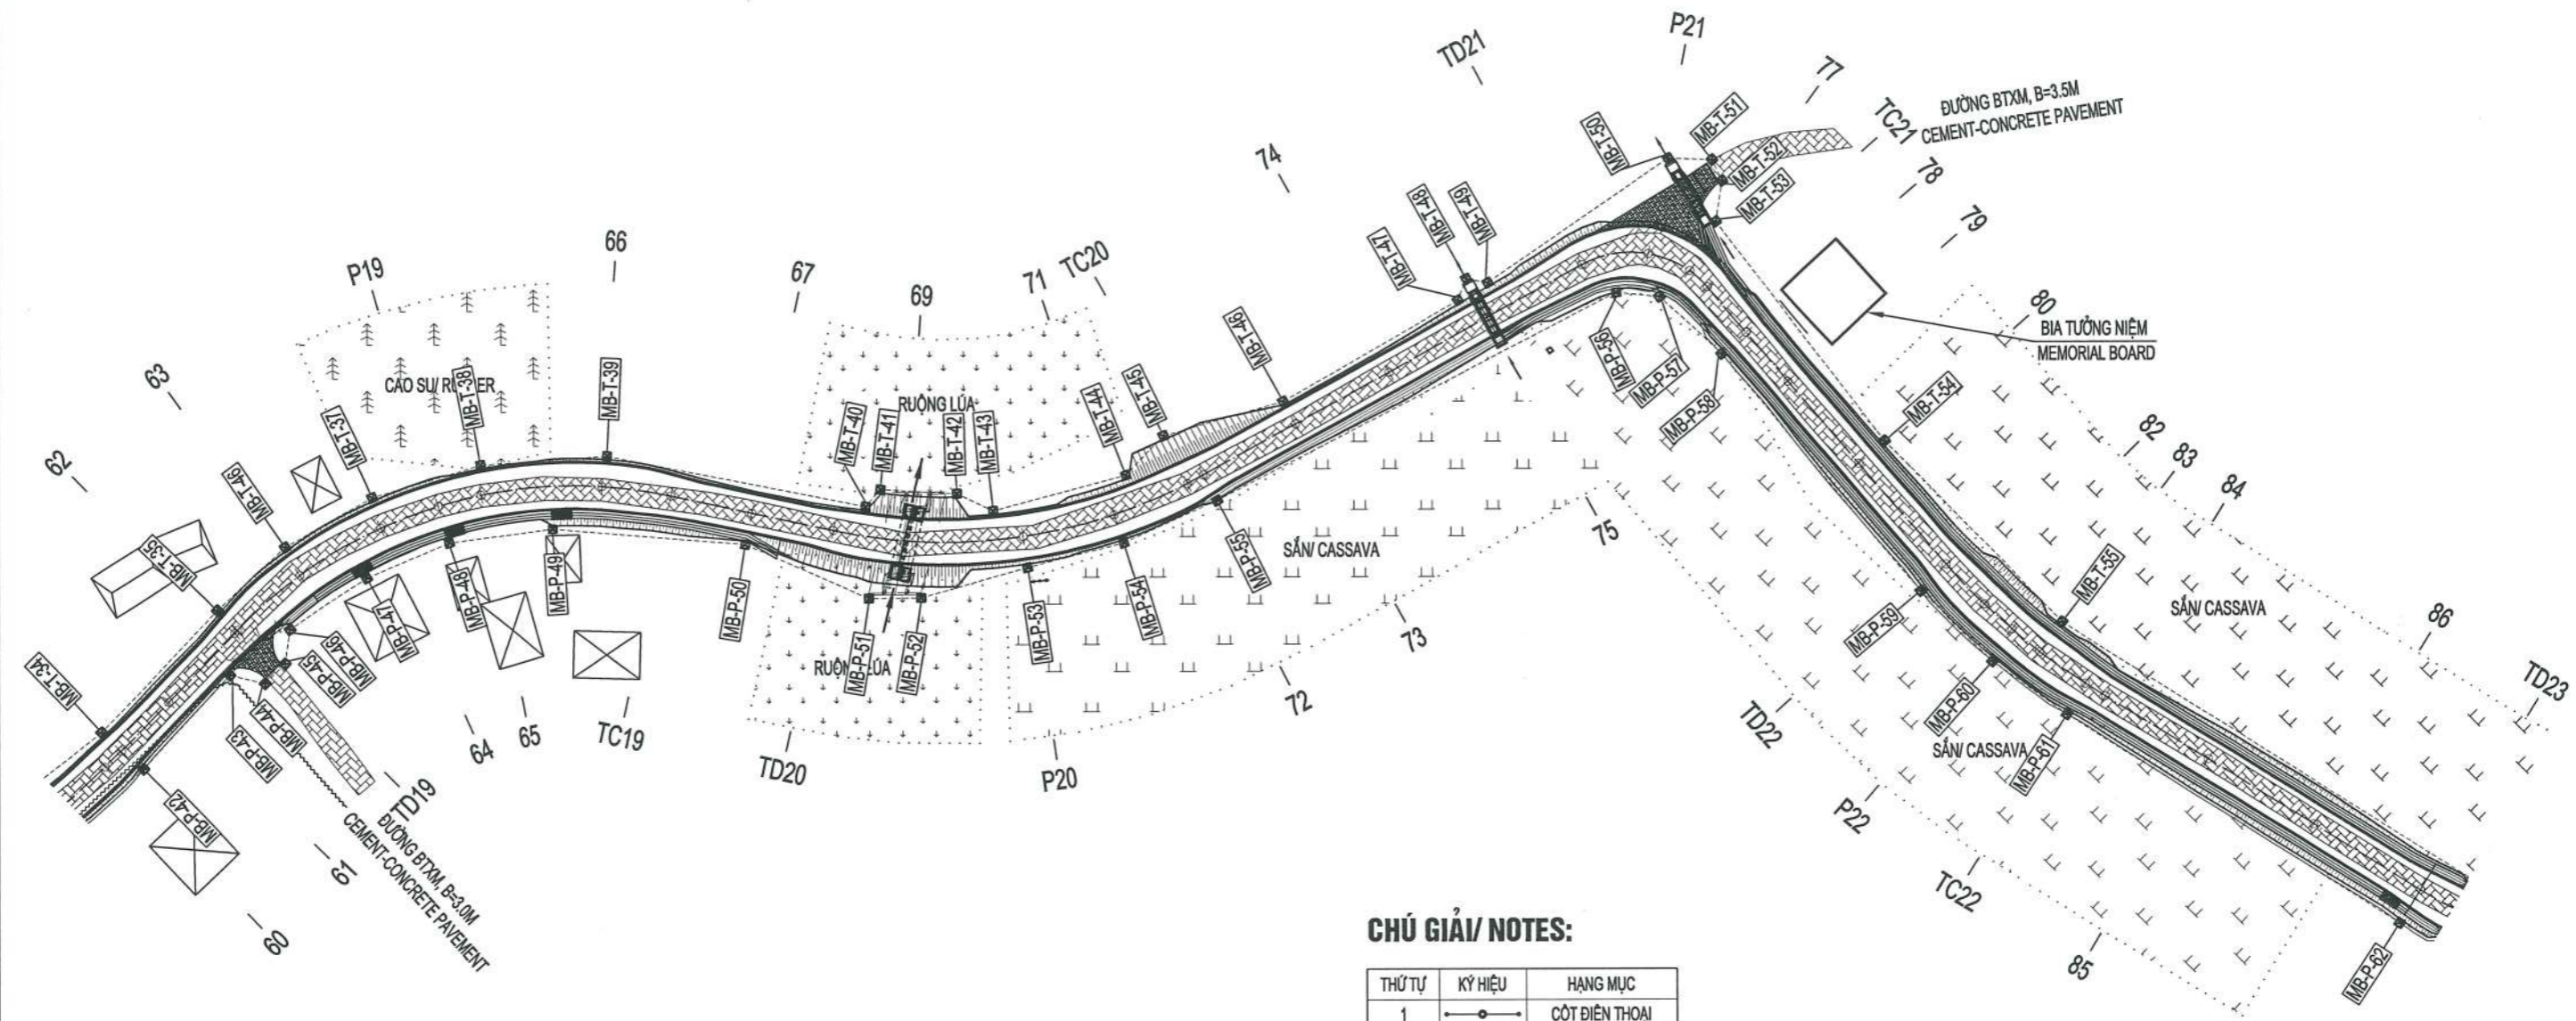 P21
TD21
77
TC21
ĐƯỜNG BTXM, B=3.5M
CEMENT-CONCRETE PAVEMENT
MB-T-50
MB-T-51
MB-T-52
MB-T-53
78
79
74
MB-T-47
MB-T-48
MB-T-49
66
P19
67
69
71
TC20
80
BIA TƯỞNG NIỆM
MEMORIAL BOARD
63
62
CAO SU/
MB-T-46
MB-T-37
MB-T-38
MB-T-39
RUỘNG LÚA
MB-T-40
MB-T-41
MB-T-42
MB-T-43
MB-T-44
MB-T-45
MB-T-46
MB-P-56
MB-P-57
MB-P-58
MB-T-54
82
83
84
MB-T-35
MB-T-34
MB-P-42
MB-P-43
MB-P-44
MB-P-45
MB-P-46
MB-P-47
MB-P-48
MB-P-49
MB-P-50
MB-P-51
MB-P-52
MB-P-53
MB-P-54
MB-P-55
SẮN/ CASSAVA
75
73
72
MB-T-55
SẮN/ CASSAVA
86
TD23
MB-P-59
MB-P-60
MB-P-61
SẮN/ CASSAVA
TD22
P22
TC22
85
MB-P-62
64
65
TC19
TD20
P20
TD19
ĐƯỜNG BTXM, B=3.0M
CEMENT-CONCRETE PAVEMENT
61
60
CHÚ GIẢI/ NOTES:
THỨ TỰ KÝ HIỆU HẠNG MỤC
1 CỘT ĐIỆN THOẠI